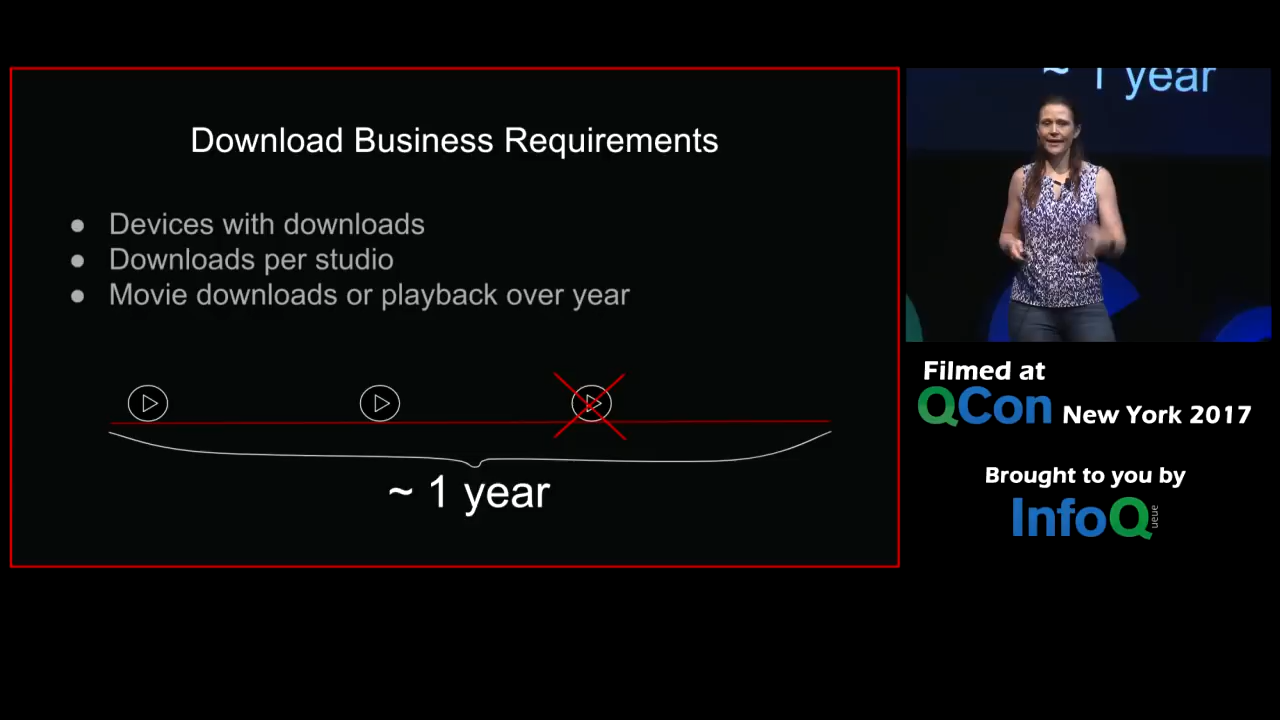 Download Business Requirements
● Devices with downloads
● Downloads per studio
● Movie downloads or playback over year
~ 1 year
~ 1 year
Filmed at
QCon New York 2017
Brought to you by
InfoQ
ueue